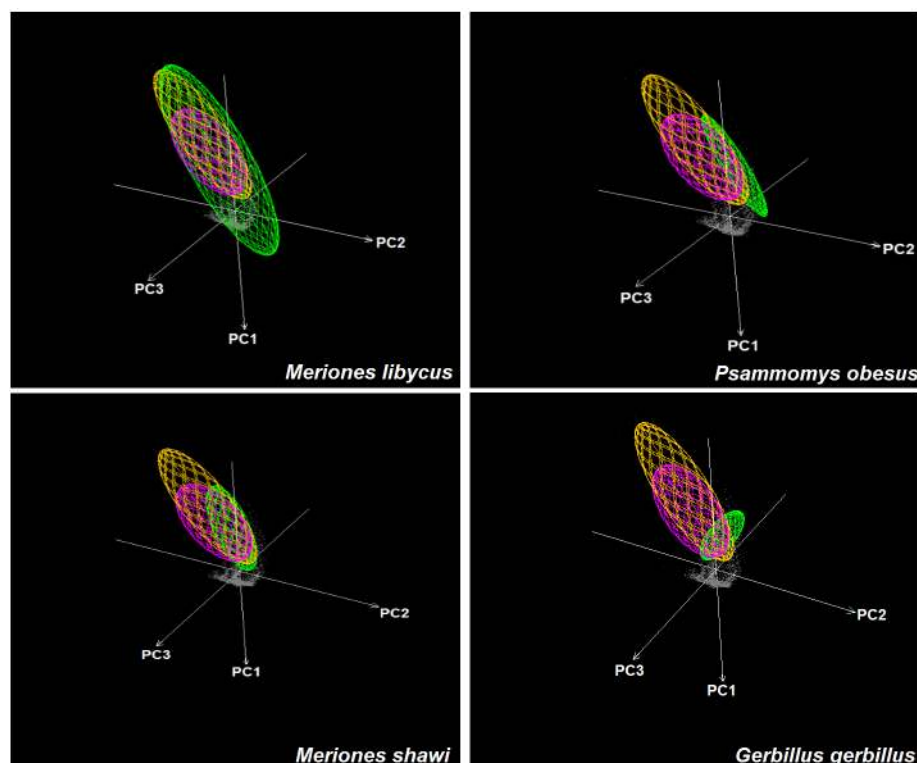 PC2
PC3
PC1
Meriones libycus
PC2
PC3
PC1
Psammomys obesus
PC2
PC3
PC1
Meriones shawi
PC2
PC3
PC1
Gerbillus gerbillus